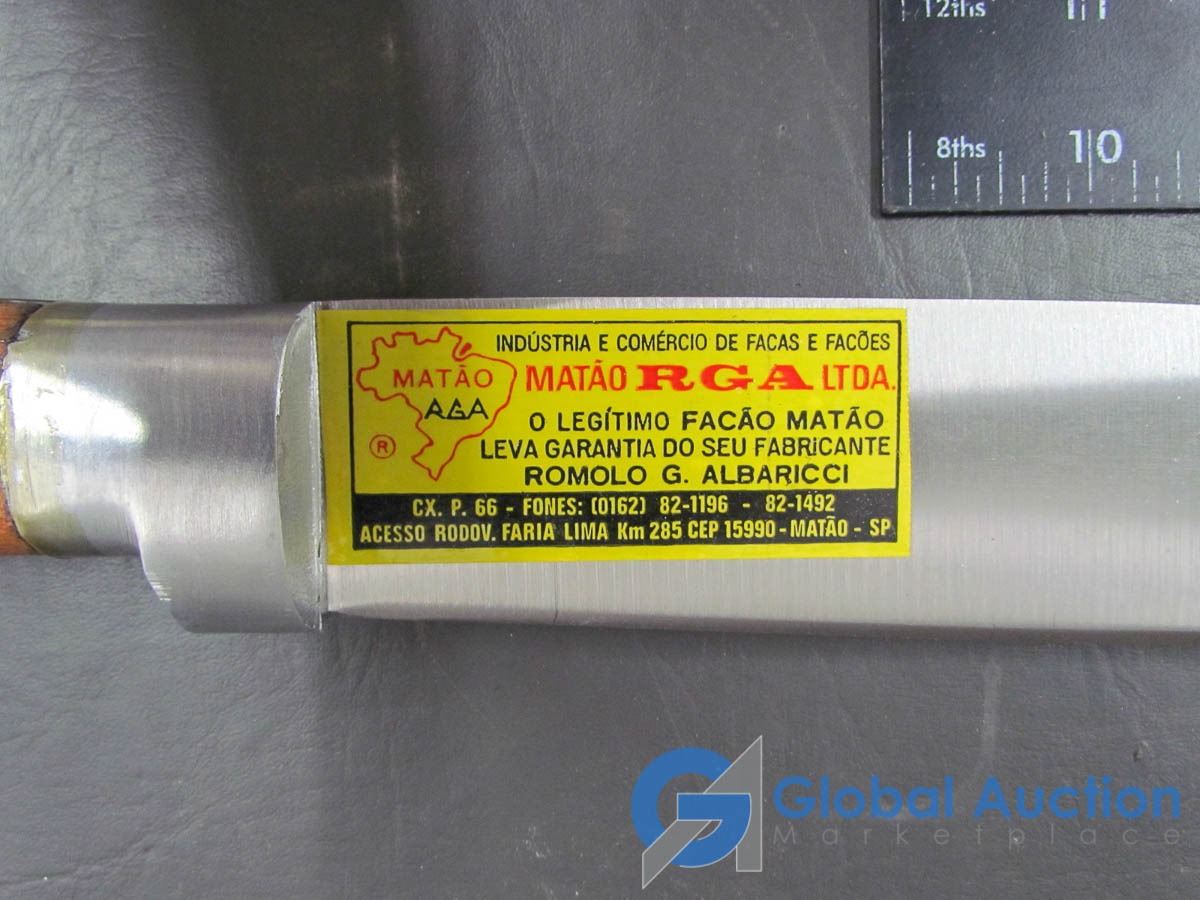 12ths
11
8ths
10
INDÚSTRIA E COMÉRCIO DE FACAS E FACÕES
MATÃO RGA LTDA.
MATÃO
RGA
®
O LEGÍTIMO FACÃO MATÃO
LEVA GARANTIA DO SEU FABRICANTE
ROMOLO G. ALBARICCI
CX. P. 66 - FONES: (0162) 82-1196 - 82-1492
ACESSO RODOV. FARIA LIMA Km 285 CEP 15990 - MATÃO - SP
GA Global Auction
Marketplace